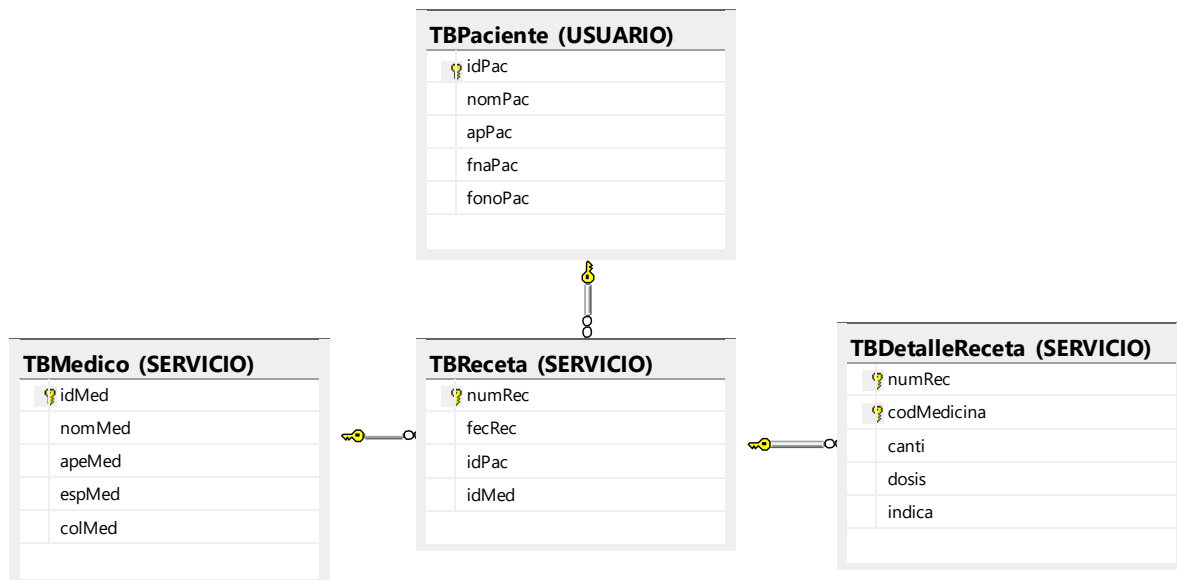 TBPaciente (USUARIO)
idPac
nomPac
apPac
fnaPac
fonoPac
TBMedico (SERVICIO)
idMed
nomMed
apeMed
espMed
colMed
TBReceta (SERVICIO)
numRec
fecRec
idPac
idMed
TBDetalleReceta (SERVICIO)
numRec
codMedicina
canti
dosis
indica